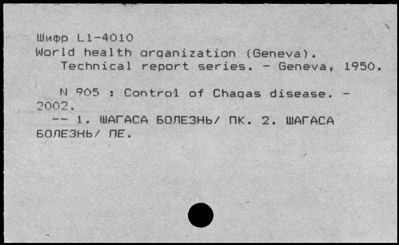 Шифр L1-4010
World health organization (Geneva).
Technical report series. - Geneva, 1950.
N 905 : Control of Chagas disease. -
2002.
-- 1. ШАГАСА БОЛЕЗНЬ/ ПК. 2. ШАГАСА
БОЛЕЗНЬ/ ПЕ.